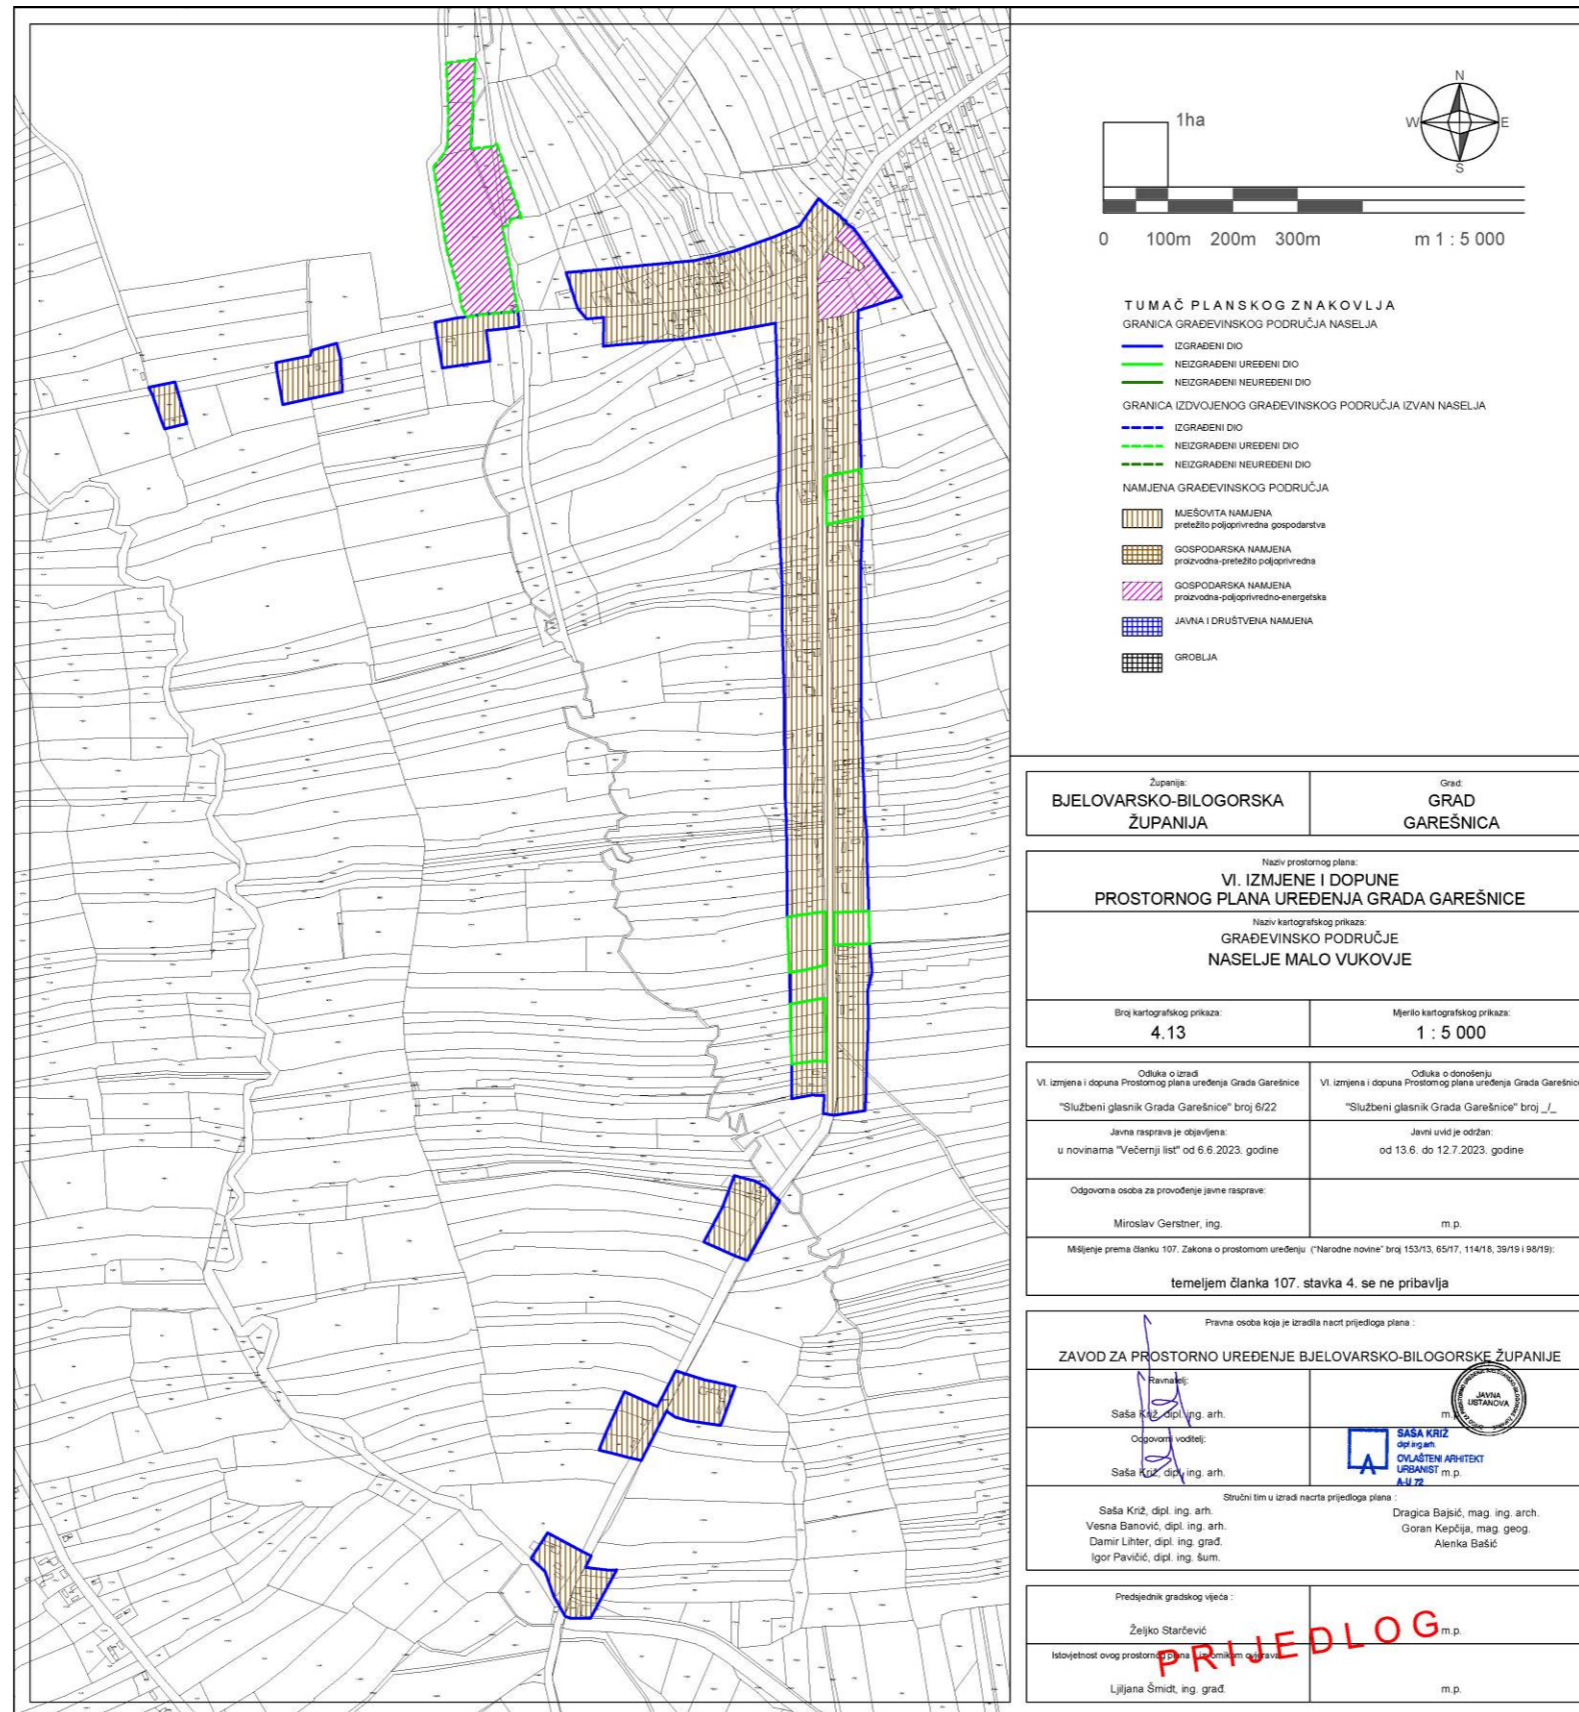 1ha
N
W
E
S
0 100m 200m 300m m 1 : 5 000
TUMAČ PLANSKOG ZNAKOVLJA
GRANICA GRAĐEVINSKOG PODRUČJA NASELJA
IZGRAĐENI DIO
NEIZGRAĐENI UREĐENI DIO
NEIZGRAĐENI NEUREĐENI DIO
GRANICA IZDVOJENOG GRAĐEVINSKOG PODRUČJA IZVAN NASELJA
IZGRAĐENI DIO
NEIZGRAĐENI UREĐENI DIO
NEIZGRAĐENI NEUREĐENI DIO
NAMJENA GRAĐEVINSKOG PODRUČJA
MJEŠOVITA NAMJENA
pretežito poljoprivredna gospodarstva
GOSPODARSKA NAMJENA
proizvodna-pretežito poljoprivredna
GOSPODARSKA NAMJENA
proizvodna-poljoprivredno-energetska
JAVNA I DRUŠTVENA NAMJENA
GROBLJA
Županija:
BJELOVARSKO-BILOGORSKA
ŽUPANIJA
Grad:
GRAD
GAREŠNICA
Naziv prostornog plana:
VI. IZMJENE I DOPUNE
PROSTORNOG PLANA UREĐENJA GRADA GAREŠNICE
Naziv kartografskog prikaza:
GRAĐEVINSKO PODRUČJE
NASELJE MALO VUKOVJE
Broj kartografskog prikaza:
4.13
Mjerilo kartografskog prikaza:
1 : 5 000
Odluka o izradi
VI. izmjena i dopuna Prostornog plana uređenja Grada Garešnice
"Službeni glasnik Grada Garešnice" broj 6/22
Odluka o donošenju
VI. izmjena i dopuna Prostornog plana uređenja Grada Garešnice
"Službeni glasnik Grada Garešnice" broj _/_
Javna rasprava je objavljena:
u novinama "Večernji list" od 6.6.2023. godine
Javni uvid je održan:
od 13.6. do 12.7.2023. godine
Odgovorna osoba za provođenje javne rasprave:
Miroslav Gerstner, ing.
m.p.
Mišljenje prema članku 107. Zakona o prostornom uređenju ("Narodne novine" broj 153/13, 65/17, 114/18, 39/19 i 98/19):
temeljem članka 107. stavka 4. se ne pribavlja
Pravna osoba koja je izradila nacrt prijedloga plana :
ZAVOD ZA PROSTORNO UREĐENJE BJELOVARSKO-BILOGORSKE ŽUPANIJE
Ravnatelj:
Saša Križ, dipl. ing. arh.
m.p.
JAVNA
USTANOVA
Odgovorni voditelj:
Saša Križ, dipl. ing. arh.
SAŠA KRIŽ
dipl.ing.arh.
OVLAŠTENI ARHITEKT
URBANIST
A-U 72
m.p.
Stručni tim u izradi nacrta prijedloga plana :
Saša Križ, dipl. ing. arh.
Vesna Banović, dipl. ing. arh.
Damir Lihter, dipl. ing. građ.
Igor Pavičić, dipl. ing. šum.
Dragica Bajsić, mag. ing. arch.
Goran Kepčija, mag. geog.
Alenka Bašić
Predsjednik gradskog vijeća :
Željko Starčević
m.p.
PRIJEDLOG
Istovjetnost ovog prostornog plana
Ljiljana Šmidt, ing. građ.
m.p.